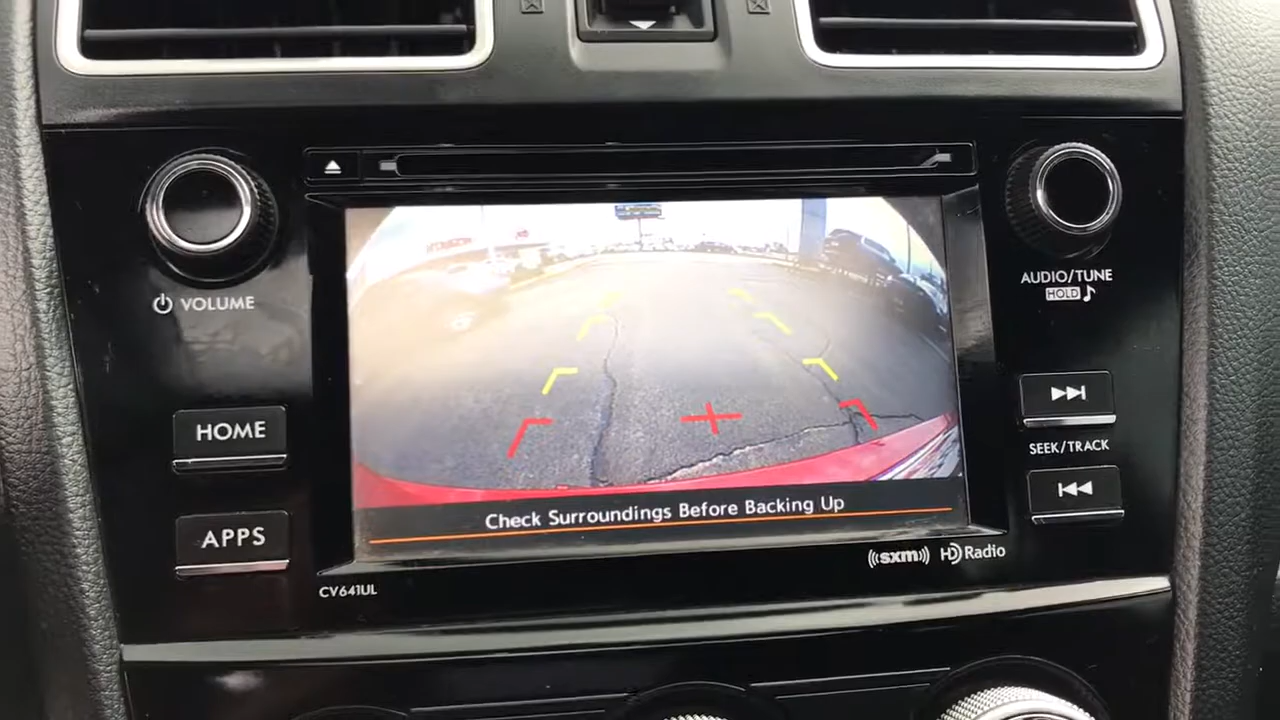 VOLUME
AUDIO/TUNE
HOLD
HOME
APPS
SEEK/TRACK
Check Surroundings Before Backing Up
((sxm)) HD Radio
CV641UL